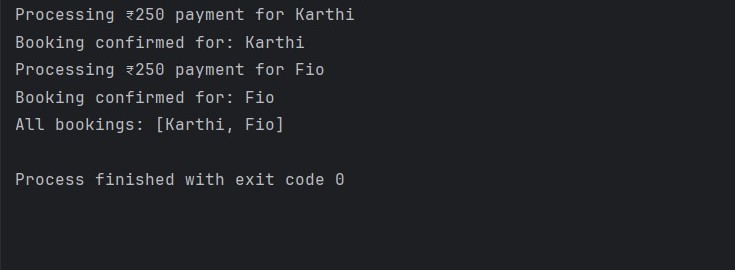 Processing ₹250 payment for Karthi
Booking confirmed for: Karthi
Processing ₹250 payment for Fio
Booking confirmed for: Fio
All bookings: [Karthi, Fio]
Process finished with exit code 0